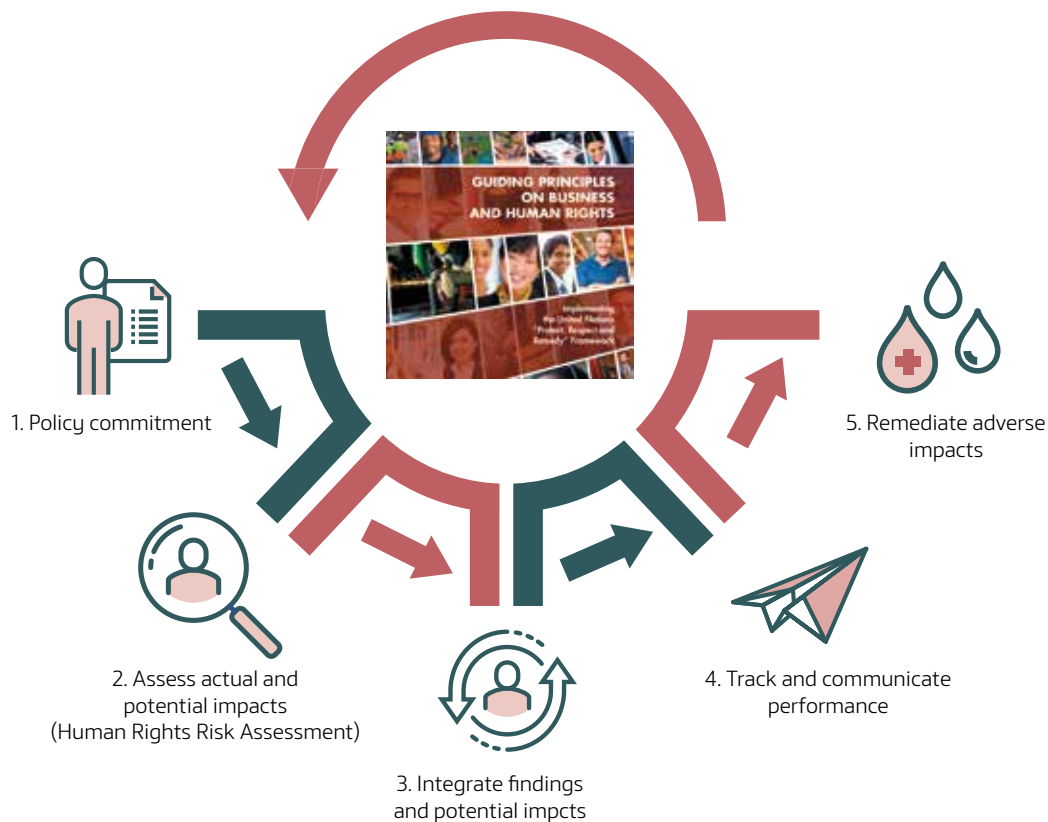 GUIDING PRINCIPLES
ON BUSINESS
AND HUMAN RIGHTS
Implementing
the United Nations
"Protect, Respect and
Remedy" Framework
1. Policy commitment
2. Assess actual and
potential impacts
(Human Rights Risk Assessment)
3. Integrate findings
and potential impcts
4. Track and communicate
performance
5. Remediate adverse
impacts